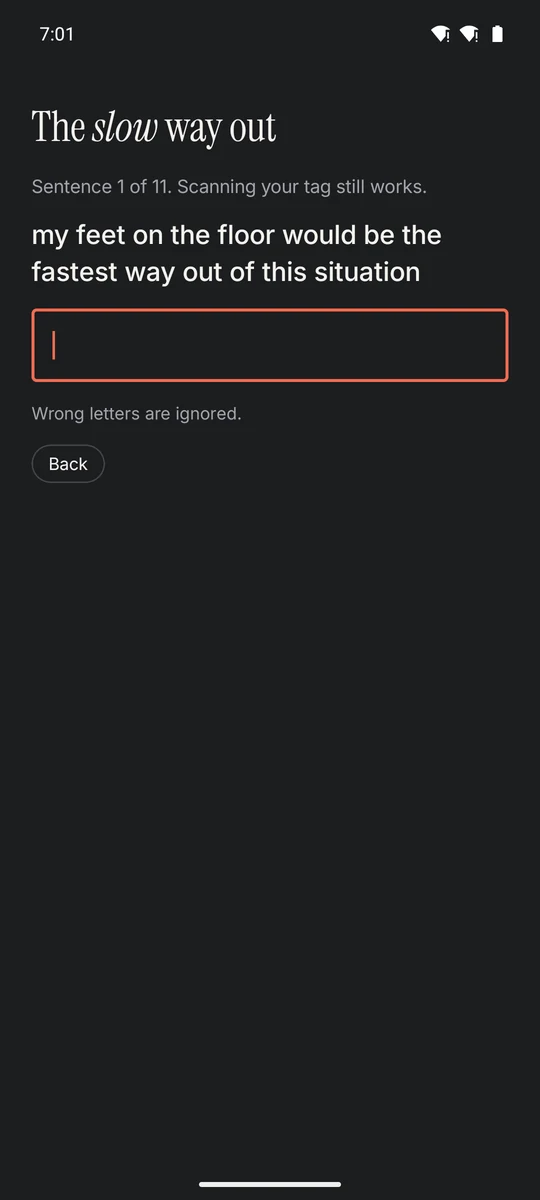 7:01
The slow way out
Sentence 1 of 11. Scanning your tag still works.
my feet on the floor would be the
fastest way out of this situation
Wrong letters are ignored.
Back